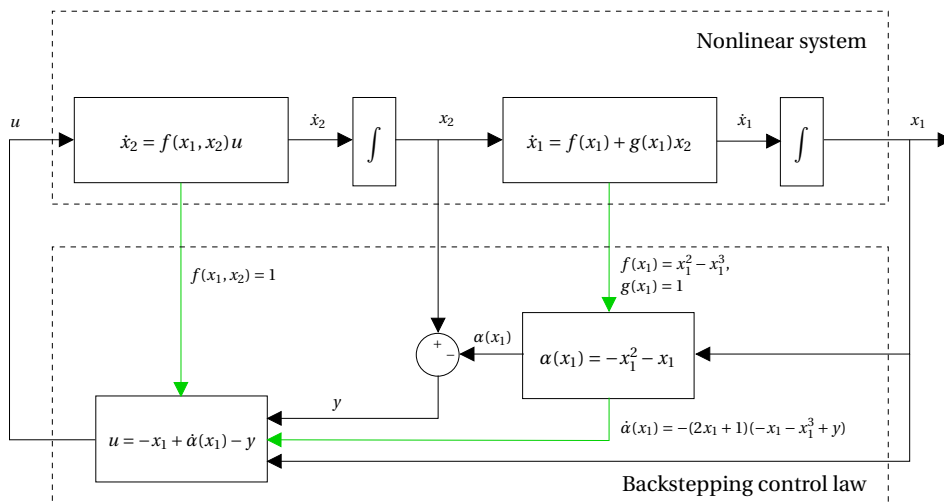 Nonlinear system
u
ẋ₂ = f(x₁, x₂)u
ẋ₂
∫
x₂
ẋ₁ = f(x₁) + g(x₁)x₂
ẋ₁
∫
x₁
f(x₁, x₂) = 1
f(x₁) = x₁² − x₁³,
g(x₁) = 1
α(x₁)
+
−
α(x₁) = −x₁² − x₁
y
u = −x₁ + α̇(x₁) − y
α̇(x₁) = −(2x₁ + 1)(−x₁ − x₁³ + y)
Backstepping control law